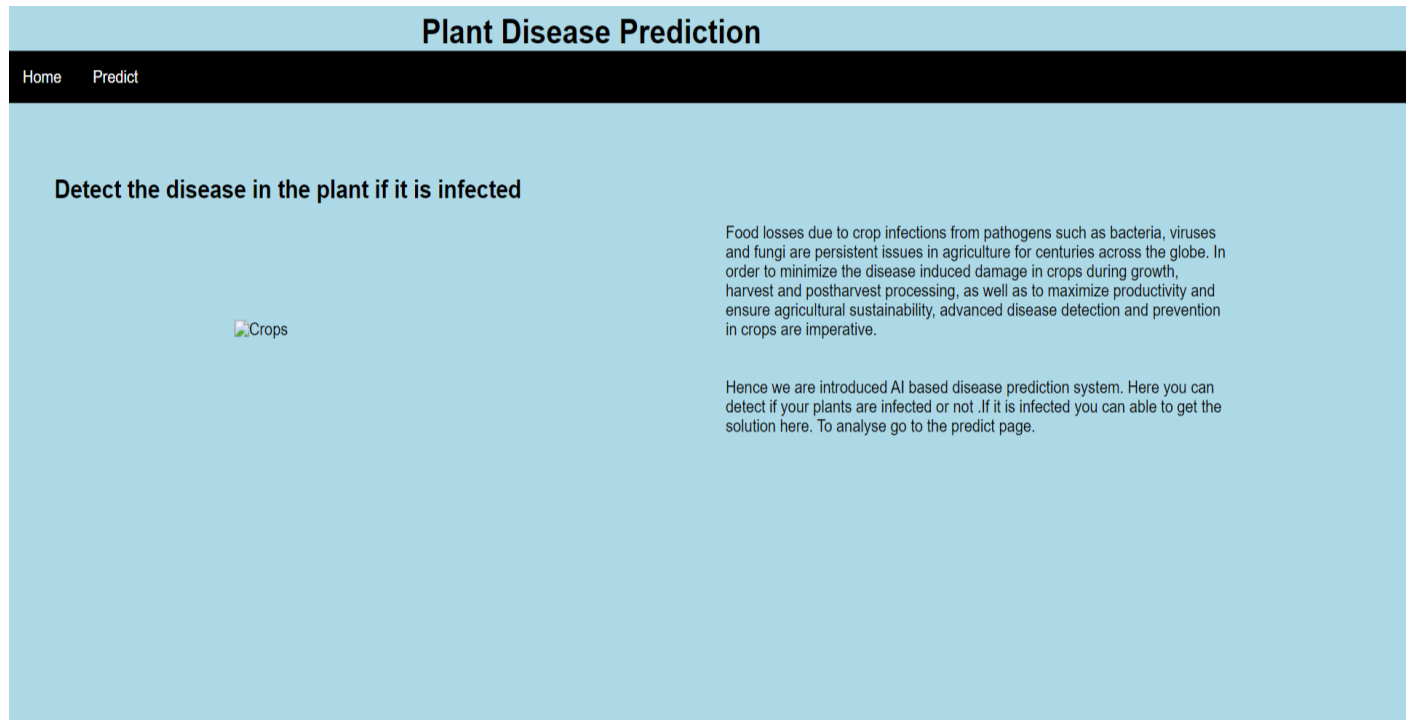 Plant Disease Prediction
Home Predict
Detect the disease in the plant if it is infected
Crops
Food losses due to crop infections from pathogens such as bacteria, viruses
and fungi are persistent issues in agriculture for centuries across the globe. In
order to minimize the disease induced damage in crops during growth,
harvest and postharvest processing, as well as to maximize productivity and
ensure agricultural sustainability, advanced disease detection and prevention
in crops are imperative.
Hence we are introduced AI based disease prediction system. Here you can
detect if your plants are infected or not .If it is infected you can able to get the
solution here. To analyse go to the predict page.